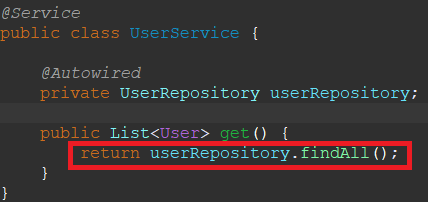 @Service
public class UserService {
@Autowired
private UserRepository userRepository;
public List<User> get() {
return userRepository.findAll();
}
}